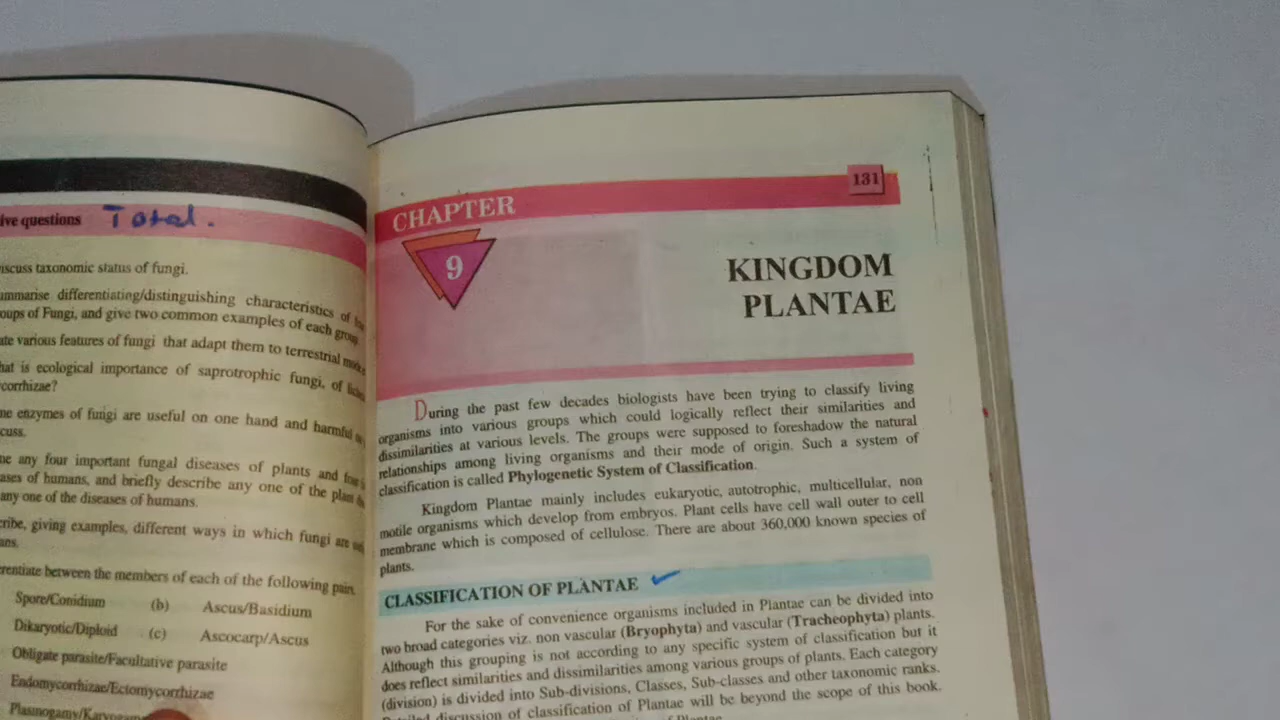 ive questions Total.
iscuss taxonomic status of fungi.
ummarise differentiating/distinguishing characteristics of
oups of Fungi, and give two common examples of each group.
ate various features of fungi that adapt them to terrestrial mode
hat is ecological importance of saprotrophic fungi, of
corrhizae?
me enzymes of fungi are useful on one hand and harmful
cuss.
me any four important fungal diseases of plants and four
ases of humans, and briefly describe any one of the plant
any one of the diseases of humans.
cribe, giving examples, different ways in which fungi are
ans.
erentiate between the members of each of the following pairs.
Spore/Conidium (b) Ascus/Basidium
Dikaryotic/Diploid (c) Ascocarp/Ascus
Obligate parasite/Facultative parasite
Endomycorrhizae/Ectomycorrhizae
131
CHAPTER
9
KINGDOM
PLANTAE
During the past few decades biologists have been trying to classify living
organisms into various groups which could logically reflect their similarities and
dissimilarities at various levels. The groups were supposed to foreshadow the natural
relationships among living organisms and their mode of origin. Such a system of
classification is called Phylogenetic System of Classification.
Kingdom Plantae mainly includes eukaryotic, autotrophic, multicellular, non
motile organisms which develop from embryos. Plant cells have cell wall outer to cell
membrane which is composed of cellulose. There are about 360,000 known species of
plants.
CLASSIFICATION OF PLANTAE
For the sake of convenience organisms included in Plantae can be divided into
two broad categories viz. non vascular (Bryophyta) and vascular (Tracheophyta) plants.
Although this grouping is not according to any specific system of classification but it
does reflect similarities and dissimilarities among various groups of plants. Each category
(division) is divided into Sub-divisions, Classes, Sub-classes and other taxonomic ranks.
Detailed discussion of classification of Plantae will be beyond the scope of this book.